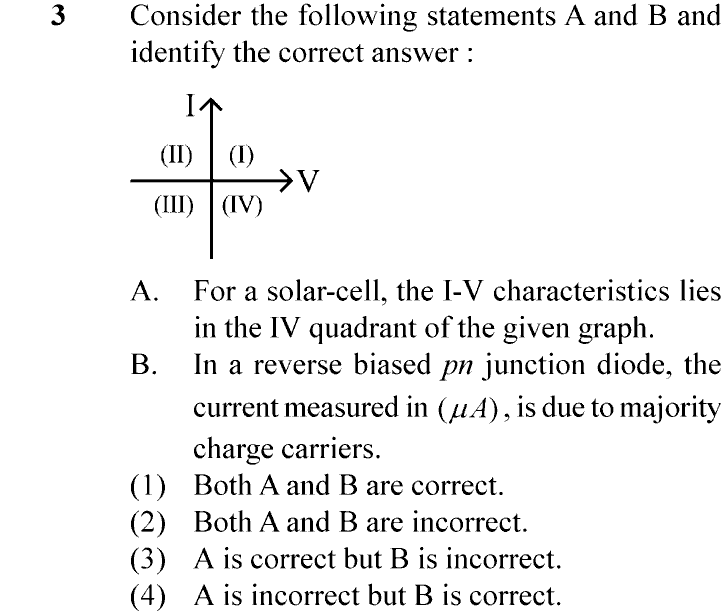 3 Consider the following statements A and B and
identify the correct answer :
I
(II) (I)
V
(III) (IV)
A. For a solar-cell, the I-V characteristics lies
in the IV quadrant of the given graph.
B. In a reverse biased pn junction diode, the
current measured in (μA), is due to majority
charge carriers.
(1) Both A and B are correct.
(2) Both A and B are incorrect.
(3) A is correct but B is incorrect.
(4) A is incorrect but B is correct.